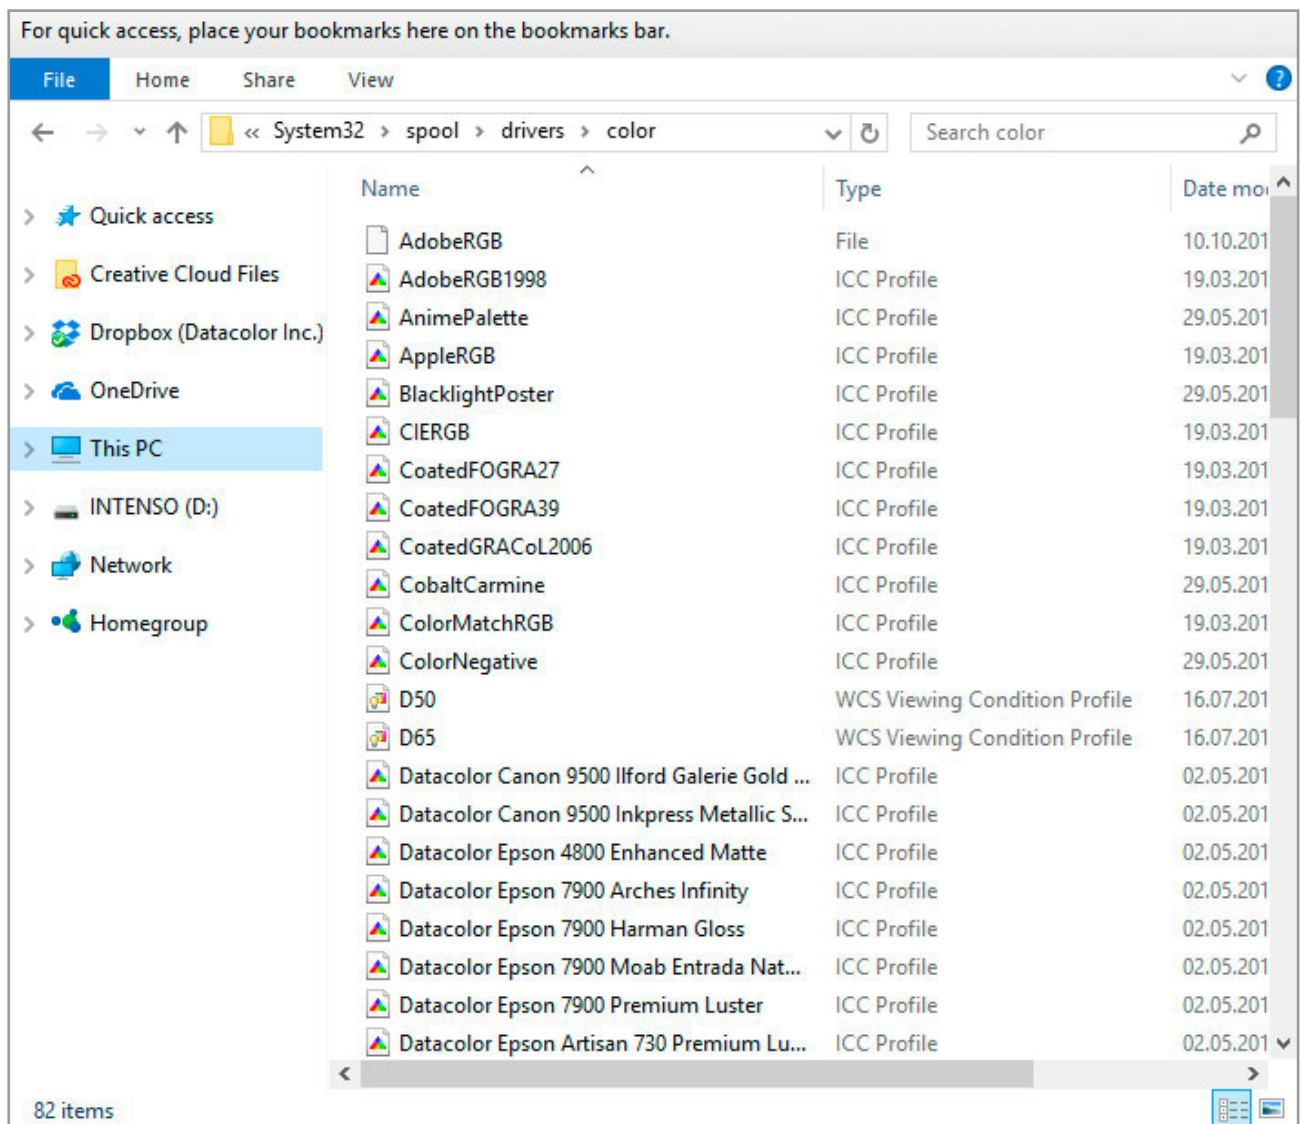 For quick access, place your bookmarks here on the bookmarks bar.
File Home Share View
« System32 > spool > drivers > color Search color
Name Type Date mo
Quick access
Creative Cloud Files
Dropbox (Datacolor Inc.)
OneDrive
This PC
INTENSO (D:)
Network
Homegroup
AdobeRGB File 10.10.201
AdobeRGB1998 ICC Profile 19.03.201
AnimePalette ICC Profile 29.05.201
AppleRGB ICC Profile 19.03.201
BlacklightPoster ICC Profile 29.05.201
CIERGB ICC Profile 19.03.201
CoatedFOGRA27 ICC Profile 19.03.201
CoatedFOGRA39 ICC Profile 19.03.201
CoatedGRACoL2006 ICC Profile 19.03.201
CobaltCarmine ICC Profile 29.05.201
ColorMatchRGB ICC Profile 19.03.201
ColorNegative ICC Profile 29.05.201
D50 WCS Viewing Condition Profile 16.07.201
D65 WCS Viewing Condition Profile 16.07.201
Datacolor Canon 9500 Ilford Galerie Gold ... ICC Profile 02.05.201
Datacolor Canon 9500 Inkpress Metallic S... ICC Profile 02.05.201
Datacolor Epson 4800 Enhanced Matte ICC Profile 02.05.201
Datacolor Epson 7900 Arches Infinity ICC Profile 02.05.201
Datacolor Epson 7900 Harman Gloss ICC Profile 02.05.201
Datacolor Epson 7900 Moab Entrada Nat... ICC Profile 02.05.201
Datacolor Epson 7900 Premium Luster ICC Profile 02.05.201
Datacolor Epson Artisan 730 Premium Lu... ICC Profile 02.05.201
82 items